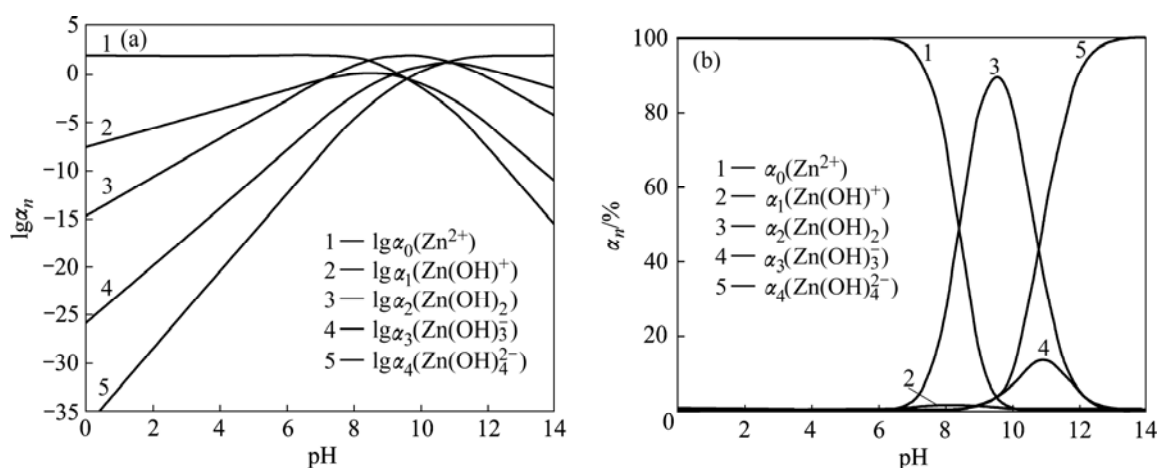 (a)
lgαₙ
5
0
−5
−10
−15
−20
−25
−30
−35
1
2
3
4
5
1 — lgα₀(Zn²⁺)
2 — lgα₁(Zn(OH)⁺)
3 — lgα₂(Zn(OH)₂)
4 — lgα₃(Zn(OH)₃⁻)
5 — lgα₄(Zn(OH)₄²⁻)
0 2 4 6 8 10 12 14
pH
(b)
αₙ/%
100
80
60
40
20
1
3
5
2
4
1 — α₀(Zn²⁺)
2 — α₁(Zn(OH)⁺)
3 — α₂(Zn(OH)₂)
4 — α₃(Zn(OH)₃⁻)
5 — α₄(Zn(OH)₄²⁻)
0 2 4 6 8 10 12 14
pH